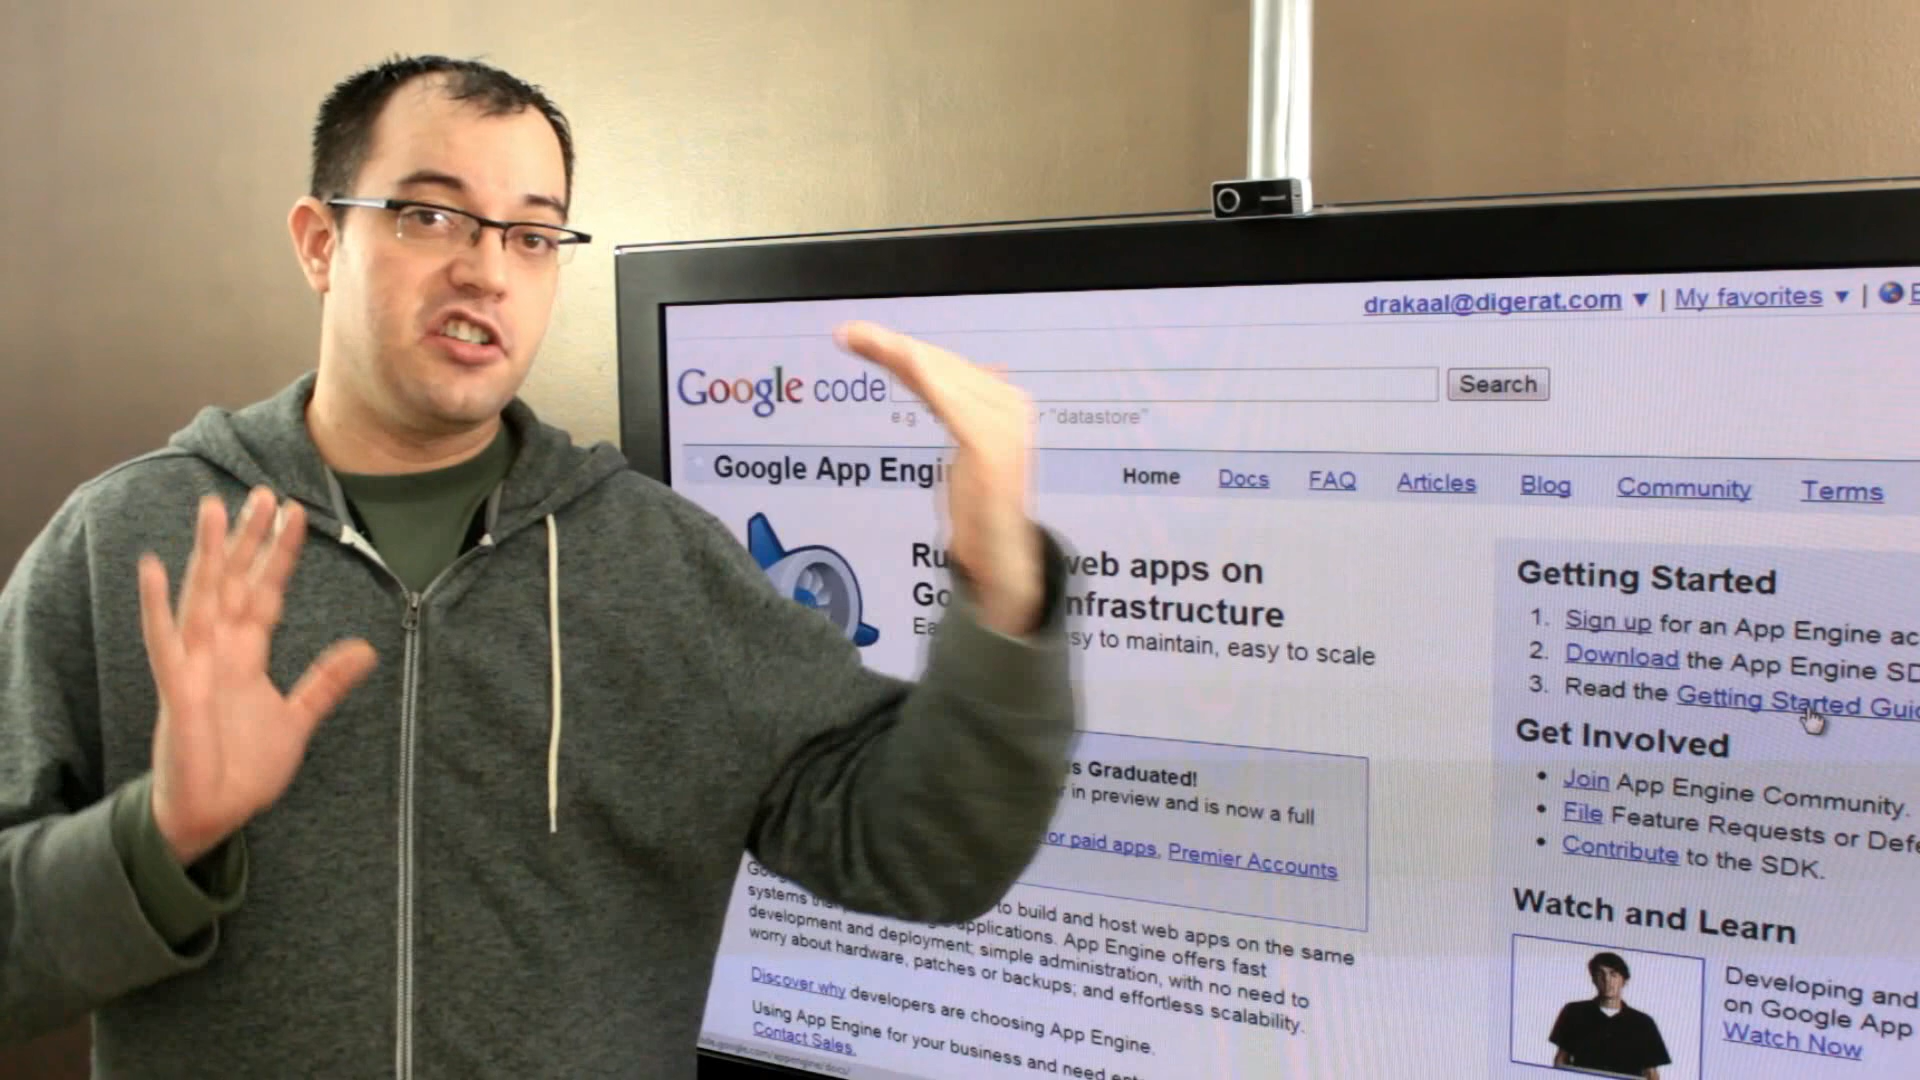 drakaal@digerat.com ▼ | My favorites ▼ |
Google code
Search
e.g. "datastore"
Google App Engi
Home Docs FAQ Articles Blog Community Terms
Ru web apps on
Go nfrastructure
Ea sy to maintain, easy to scale
s Graduated!
r in preview and is now a full
or paid apps, Premier Accounts
to build and host web apps on the same
systems applications. App Engine offers fast
development and deployment; simple administration, with no need to
worry about hardware, patches or backups; and effortless scalability.
Discover why developers are choosing App Engine.
Using App Engine for your business and need
Contact Sales.
Getting Started
1. Sign up for an App Engine ac
2. Download the App Engine SD
3. Read the Getting Started Guid
Get Involved
• Join App Engine Community.
• File Feature Requests or Defe
• Contribute to the SDK.
Watch and Learn
Developing and
on Google App
Watch Now